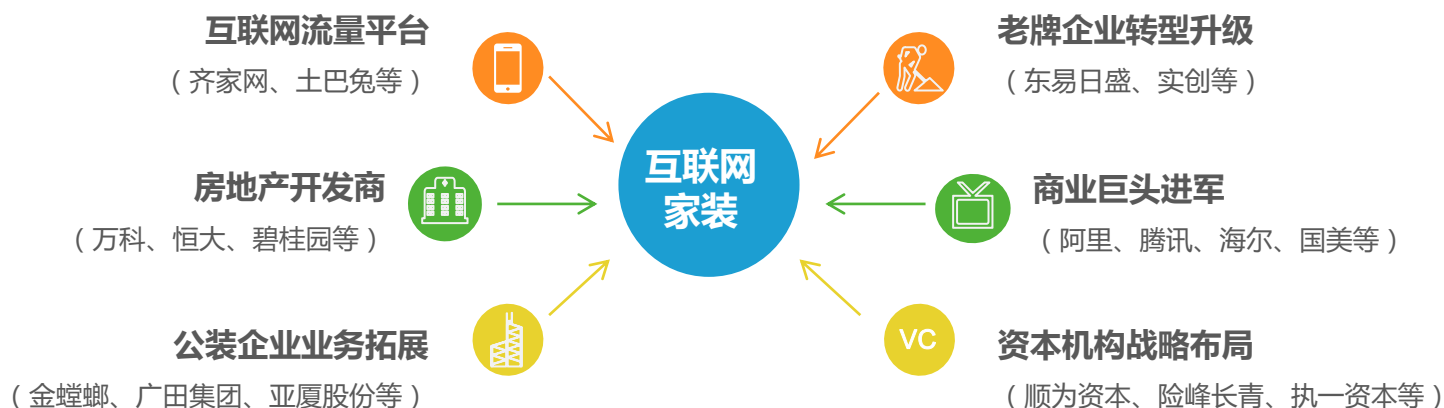 互联网流量平台
（齐家网、土巴兔等）
房地产开发商
（万科、恒大、碧桂园等）
公装企业业务拓展
（金螳螂、广田集团、亚厦股份等）
互联网
家装
老牌企业转型升级
（东易日盛、实创等）
商业巨头进军
（阿里、腾讯、海尔、国美等）
VC
资本机构战略布局
（顺为资本、险峰长青、执一资本等）